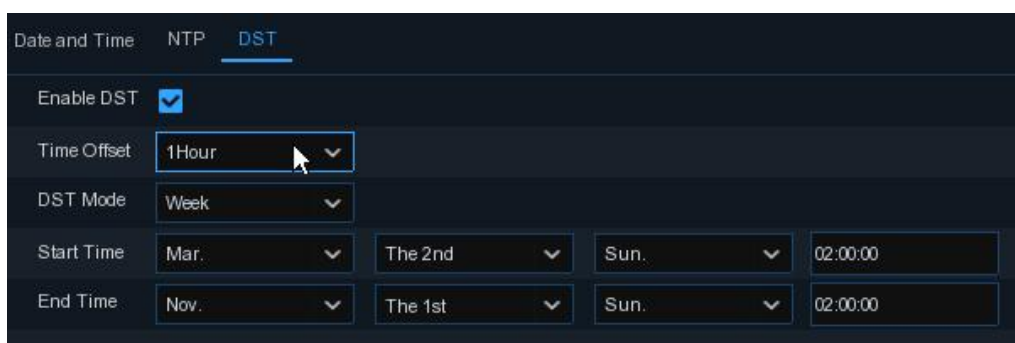 Date and Time NTP DST
Enable DST
Time Offset 1Hour
DST Mode Week
Start Time Mar. The 2nd Sun. 02:00:00
End Time Nov. The 1st Sun. 02:00:00